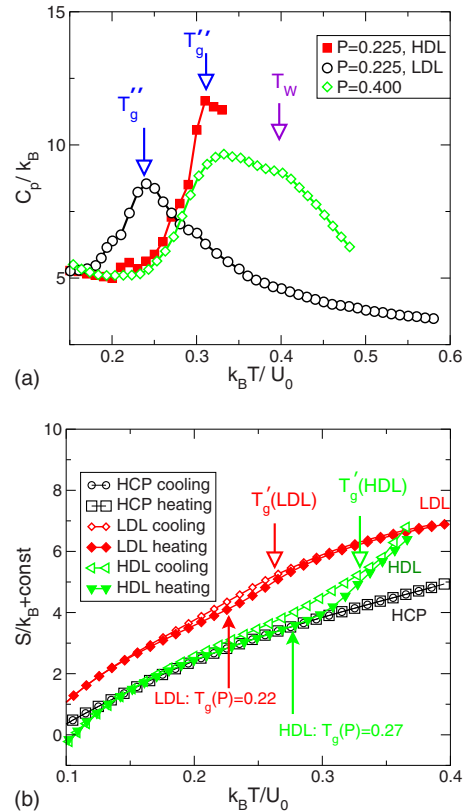 T''g
T''g
TW
P=0.225, HDL
P=0.225, LDL
P=0.400
15
10
5
Cp/ kB
0.2 0.3 0.4 0.5 0.6
kBT/ U0
(a)
10
8
6
4
2
0
S/kB+const
HCP cooling
HCP heating
LDL cooling
LDL heating
HDL cooling
HDL heating
T'g(LDL)
T'g(HDL)
LDL
HDL
HCP
LDL: Tg(P)=0.22
HDL: Tg(P)=0.27
0.1 0.2 0.3 0.4
kBT/U0
(b)